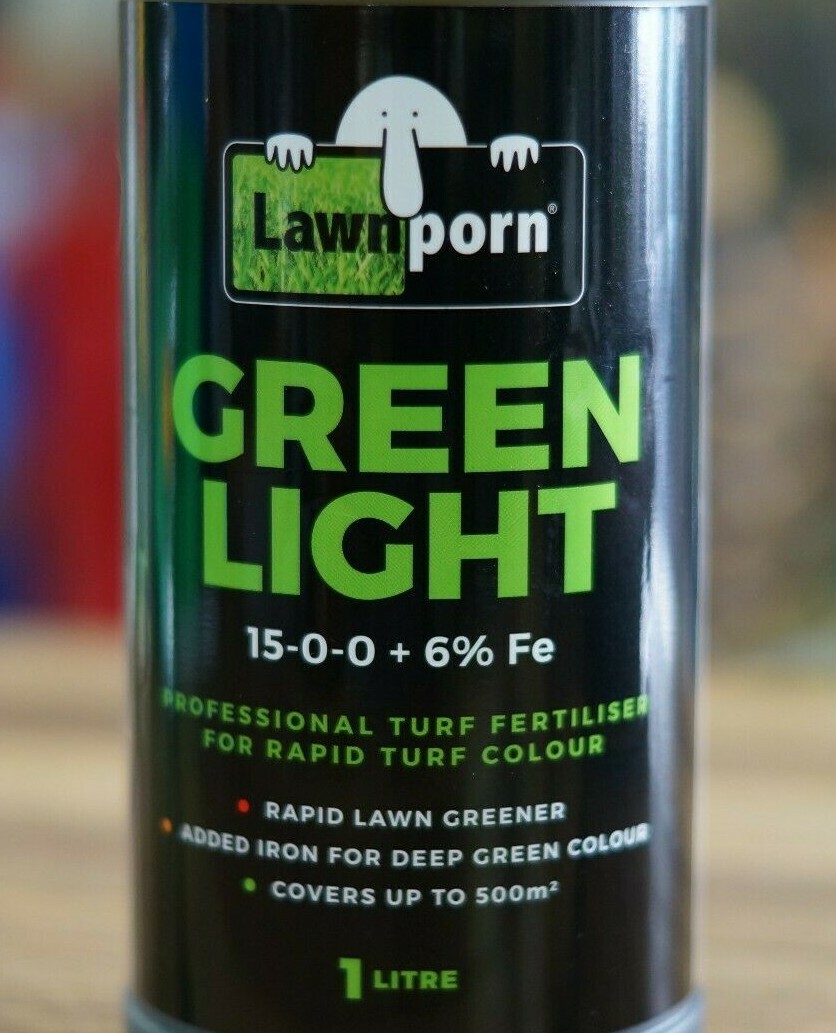 Lawnporn®
GREEN
LIGHT
15-0-0 + 6% Fe
PROFESSIONAL TURF FERTILISER
FOR RAPID TURF COLOUR
• RAPID LAWN GREENER
• ADDED IRON FOR DEEP GREEN COLOUR
• COVERS UP TO 500m²
1 LITRE